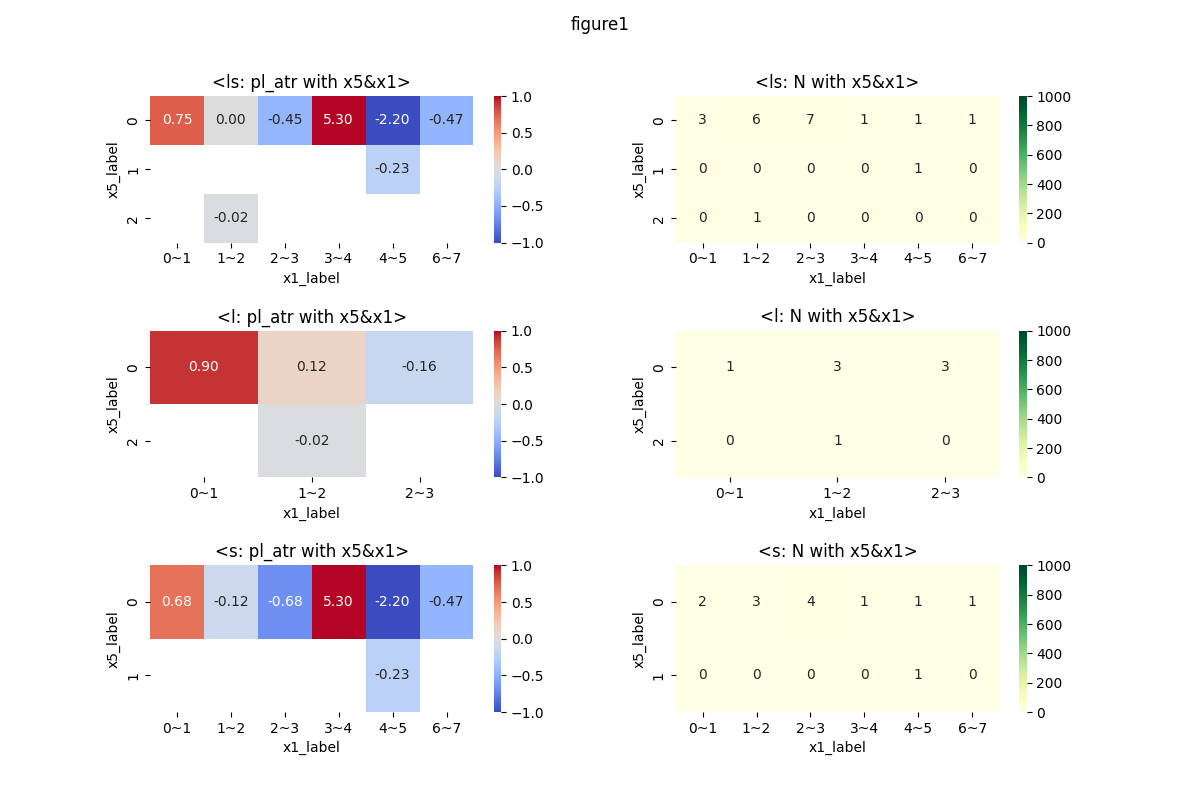 figure1
<ls: pl_atr with x5&x1>
x5_label
0 0.75 0.00 -0.45 5.30 -2.20 -0.47
1 -0.23
2 -0.02
0~1 1~2 2~3 3~4 4~5 6~7
x1_label
1.0
0.5
0.0
−0.5
−1.0
<ls: N with x5&x1>
x5_label
0 3 6 7 1 1 1
1 0 0 0 0 1 0
2 0 1 0 0 0 0
0~1 1~2 2~3 3~4 4~5 6~7
x1_label
1000
800
600
400
200
0
<l: pl_atr with x5&x1>
x5_label
0 0.90 0.12 -0.16
2 -0.02
0~1 1~2 2~3
x1_label
1.0
0.5
0.0
−0.5
−1.0
<l: N with x5&x1>
x5_label
0 1 3 3
2 0 1 0
0~1 1~2 2~3
x1_label
1000
800
600
400
200
0
<s: pl_atr with x5&x1>
x5_label
0 0.68 -0.12 -0.68 5.30 -2.20 -0.47
1 -0.23
0~1 1~2 2~3 3~4 4~5 6~7
x1_label
1.0
0.5
0.0
−0.5
−1.0
<s: N with x5&x1>
x5_label
0 2 3 4 1 1 1
1 0 0 0 0 1 0
0~1 1~2 2~3 3~4 4~5 6~7
x1_label
1000
800
600
400
200
0